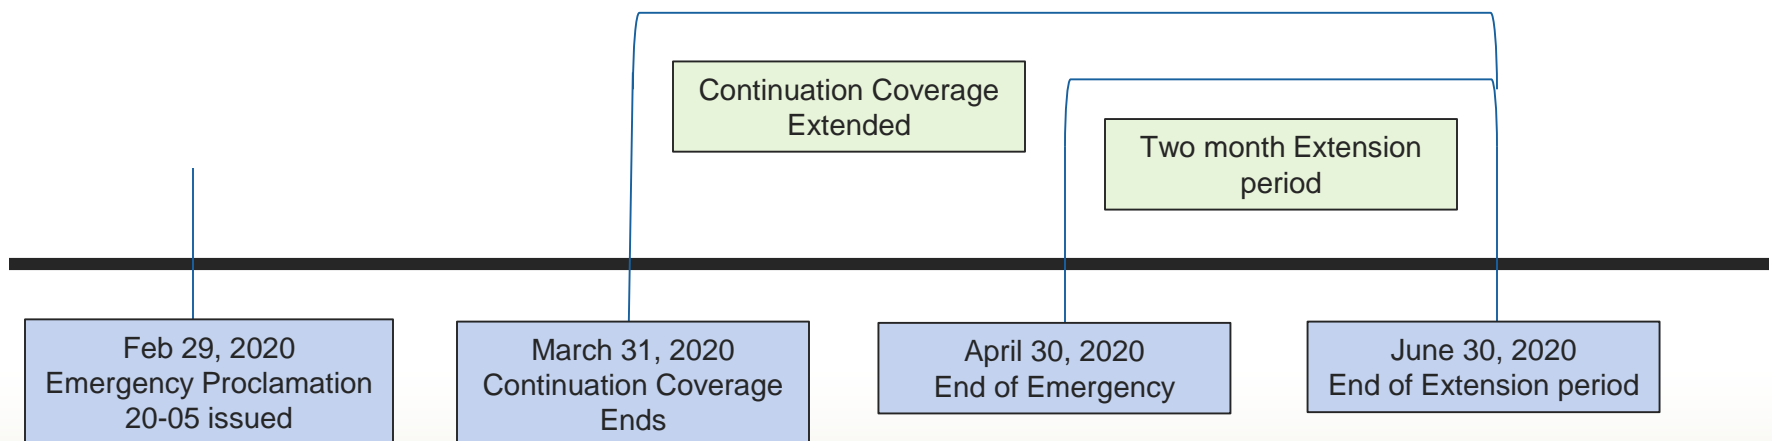 Continuation Coverage
Extended
Two month Extension
period
Feb 29, 2020
Emergency Proclamation
20-05 issued
March 31, 2020
Continuation Coverage
Ends
April 30, 2020
End of Emergency
June 30, 2020
End of Extension period